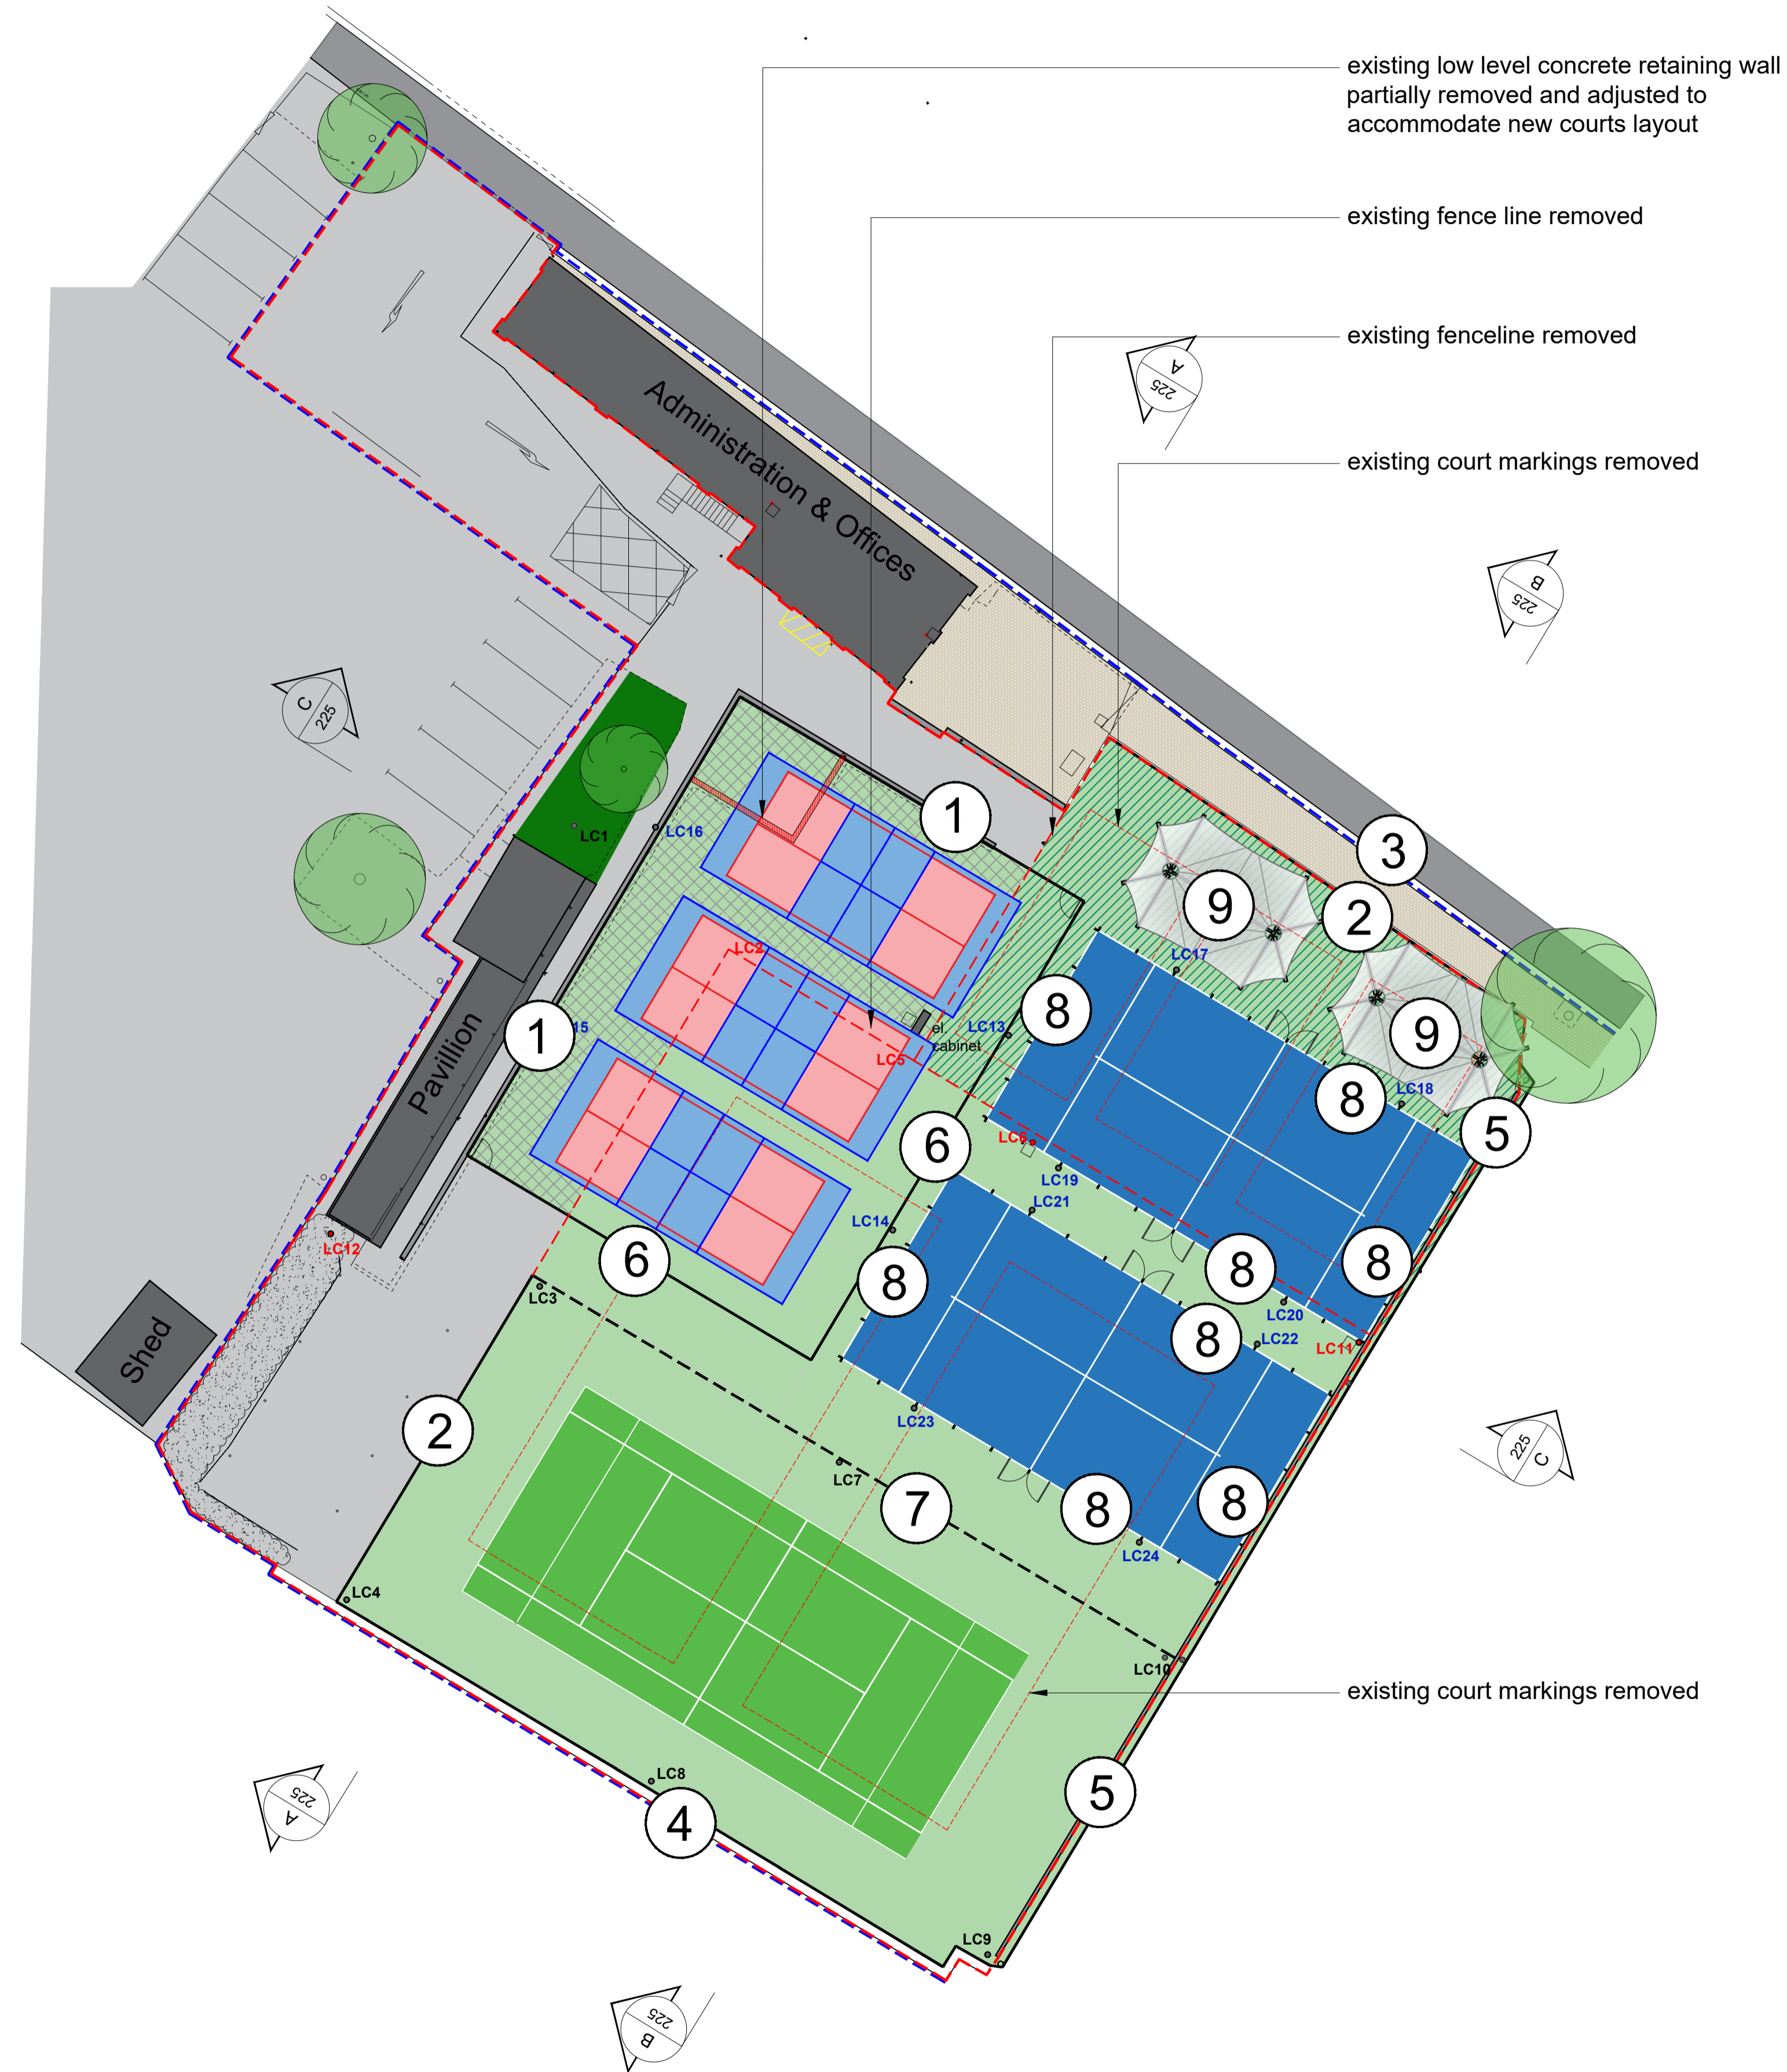 existing low level concrete retaining wall
partially removed and adjusted to
accommodate new courts layout
existing fence line removed
existing fenceline removed
A
225
existing court markings removed
Administration & Offices
B
225
C
225
1
3
LC1
LC16
9
2
LC2
LC17
8
9
1
15
LC13
el.
cabinet
LC5
Pavillion
8
LC18
5
6
LC6
LC19
LC21
LC14
LC12
6
8
8
8
LC3
LC20
LC22
8
LC11
Shed
2
LC23
225
C
LC7
7
8
8
LC24
LC4
LC10
existing court markings removed
LC8
5
A
225
4
LC9
225
B